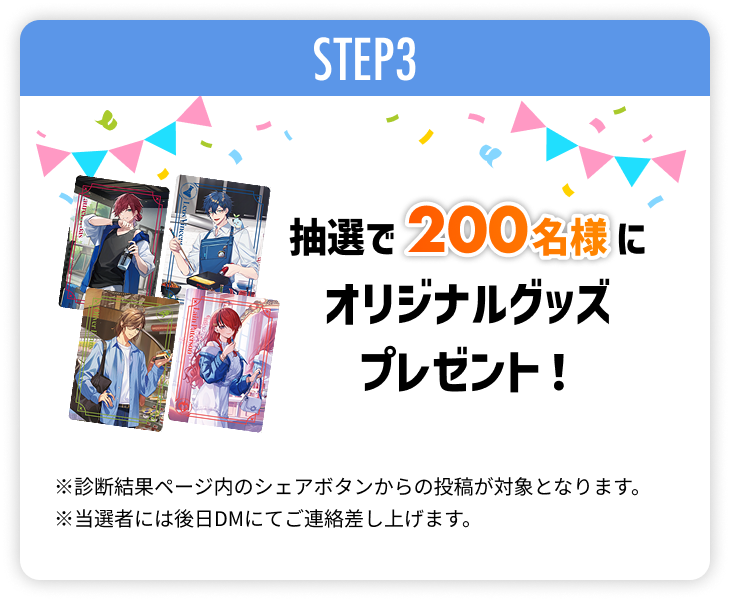 STEP3
抽選で200名様に
オリジナルグッズ
プレゼント！
※診断結果ページ内のシェアボタンからの投稿が対象となります。
※当選者には後日DMにてご連絡差し上げます。